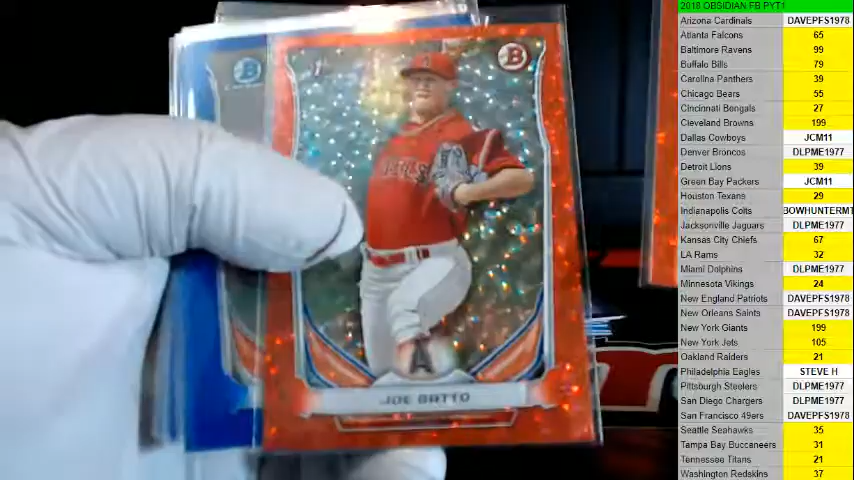 2018 OBSIDIAN FB PYT1
Arizona Cardinals DAVEPFS1978
Atlanta Falcons 65
Baltimore Ravens 99
Buffalo Bills 79
Carolina Panthers 39
Chicago Bears 55
Cincinnati Bengals 27
Cleveland Browns 199
Dallas Cowboys JCM11
Denver Broncos DLPME1977
Detroit Lions 39
Green Bay Packers JCM11
Houston Texans 29
Indianapolis Colts BOWHUNTERMT
Jacksonville Jaguars DLPME1977
Kansas City Chiefs 67
LA Rams 32
Miami Dolphins DLPME1977
Minnesota Vikings 24
New England Patriots DAVEPFS1978
New Orleans Saints DAVEPFS1978
New York Giants 199
New York Jets 105
Oakland Raiders 21
Philadelphia Eagles STEVE H
Pittsburgh Steelers DLPME1977
San Diego Chargers DLPME1977
San Francisco 49ers DAVEPFS1978
Seattle Seahawks 35
Tampa Bay Buccaneers 31
Tennessee Titans 21
Washington Redskins 37
B
B
A
JOE GATTO